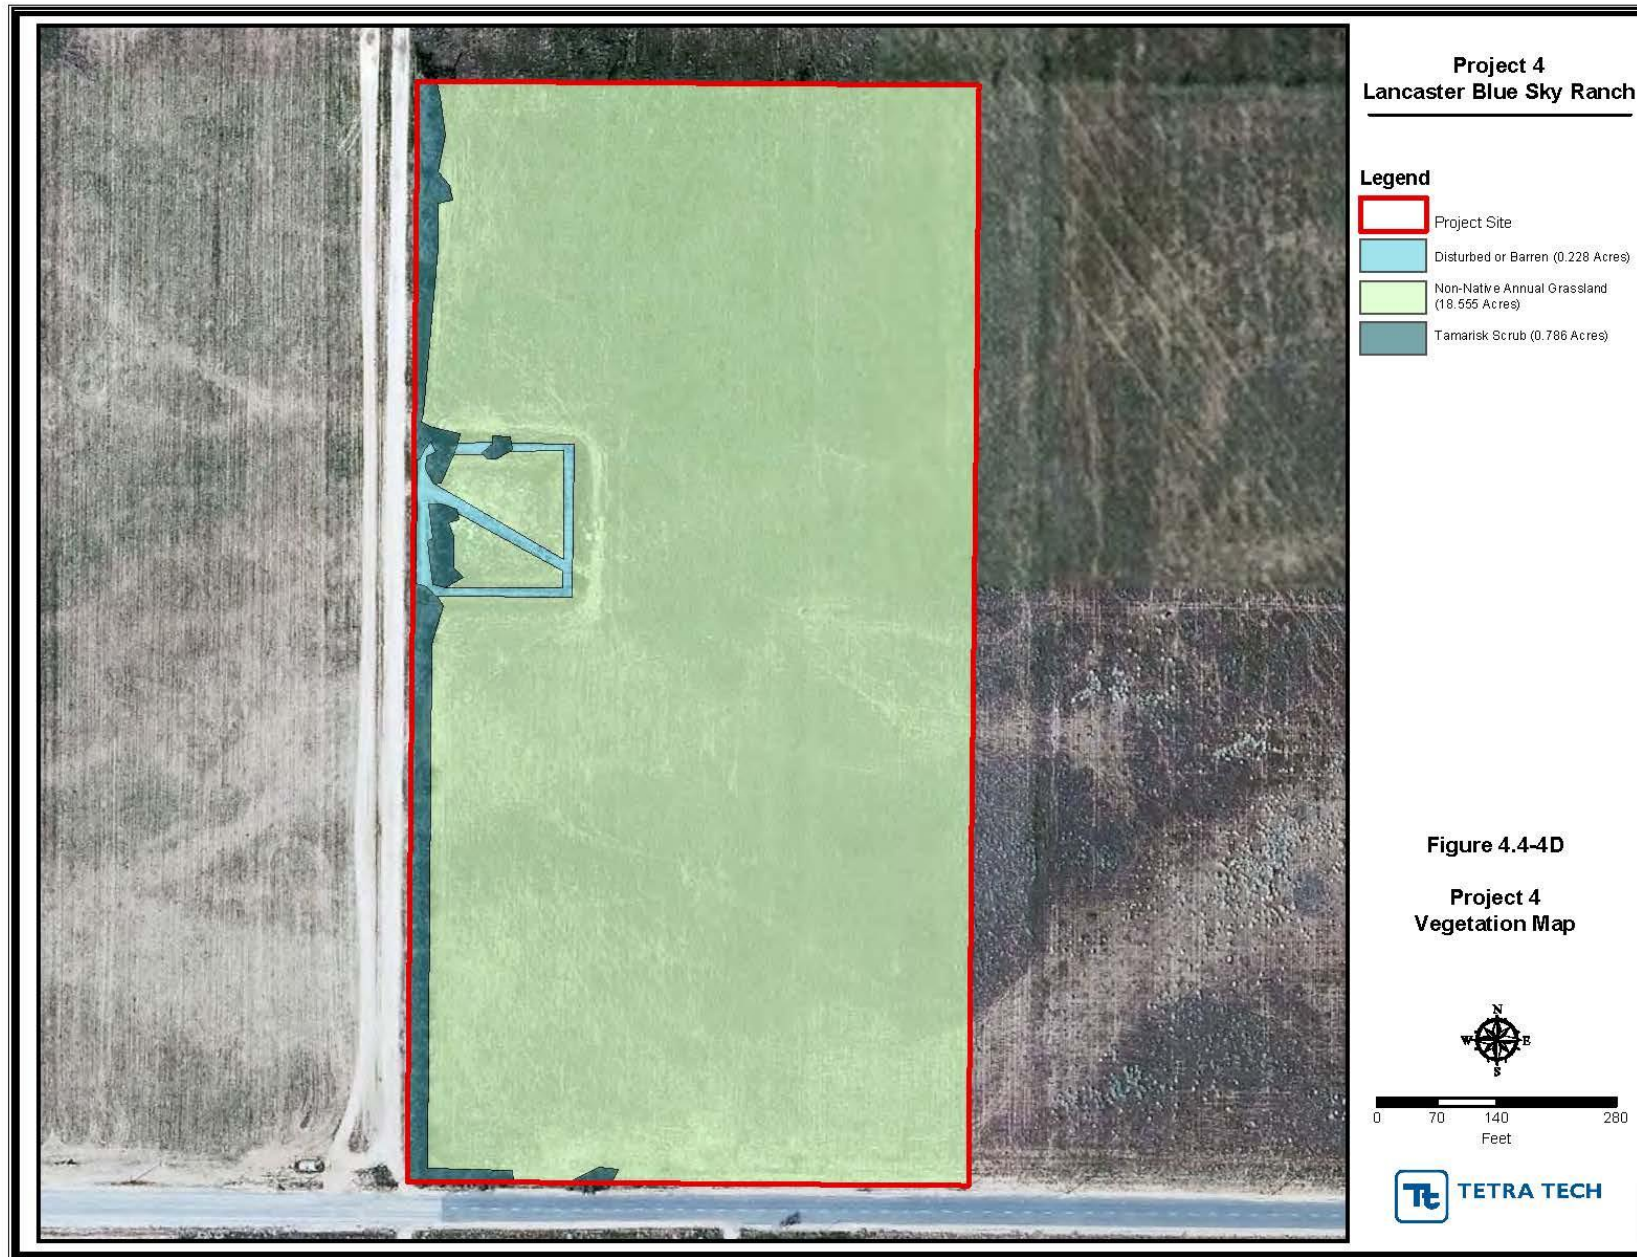 Project 4
Lancaster Blue Sky Ranch
Legend
Project Site
Disturbed or Barren (0.228 Acres)
Non-Native Annual Grassland
(18.555 Acres)
Tamarisk Scrub (0.786 Acres)
Figure 4.4-4D
Project 4
Vegetation Map
N
W E
S
0 70 140 280
Feet
Tt TETRA TECH